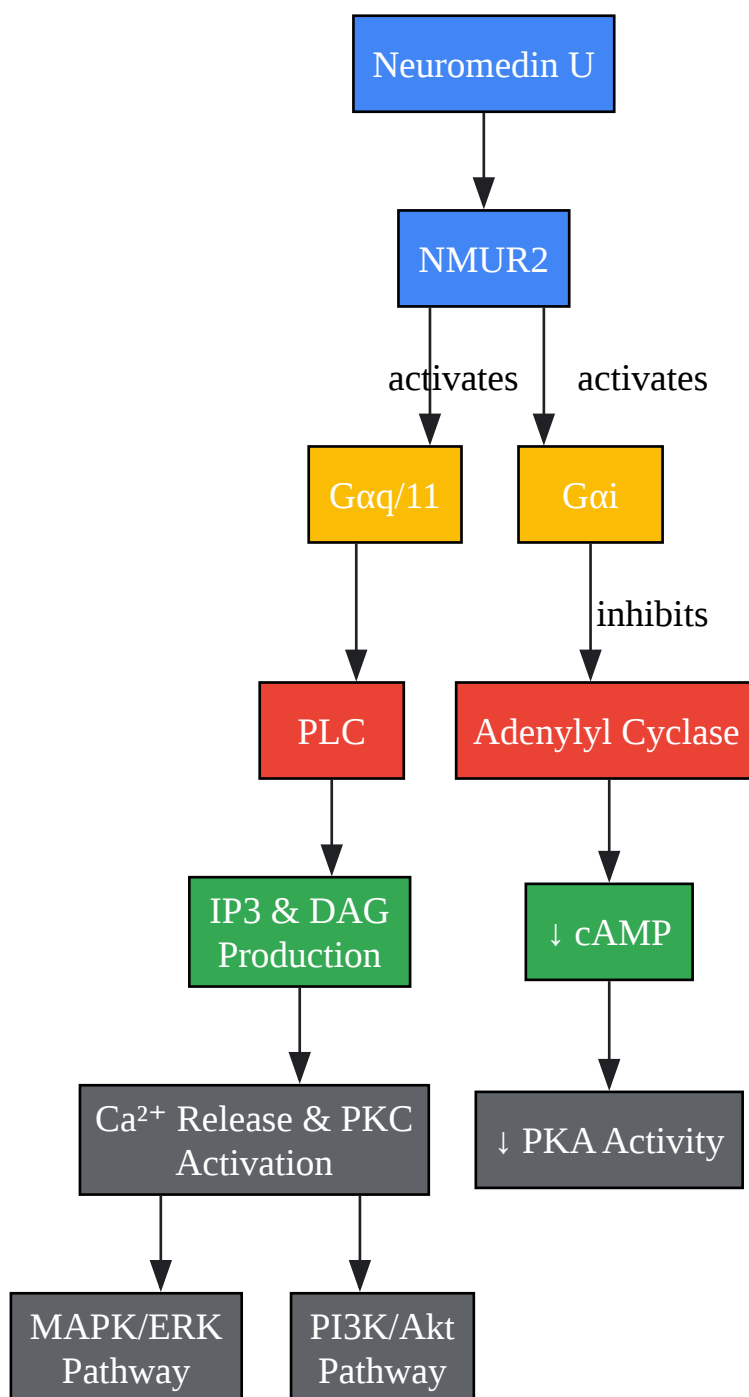 Neuromedin U
NMUR2
activates
activates
Gαq/11
Gαi
inhibits
PLC
Adenylyl Cyclase
IP3 & DAG
Production
↓ cAMP
Ca²⁺ Release & PKC
Activation
↓ PKA Activity
MAPK/ERK
Pathway
PI3K/Akt
Pathway